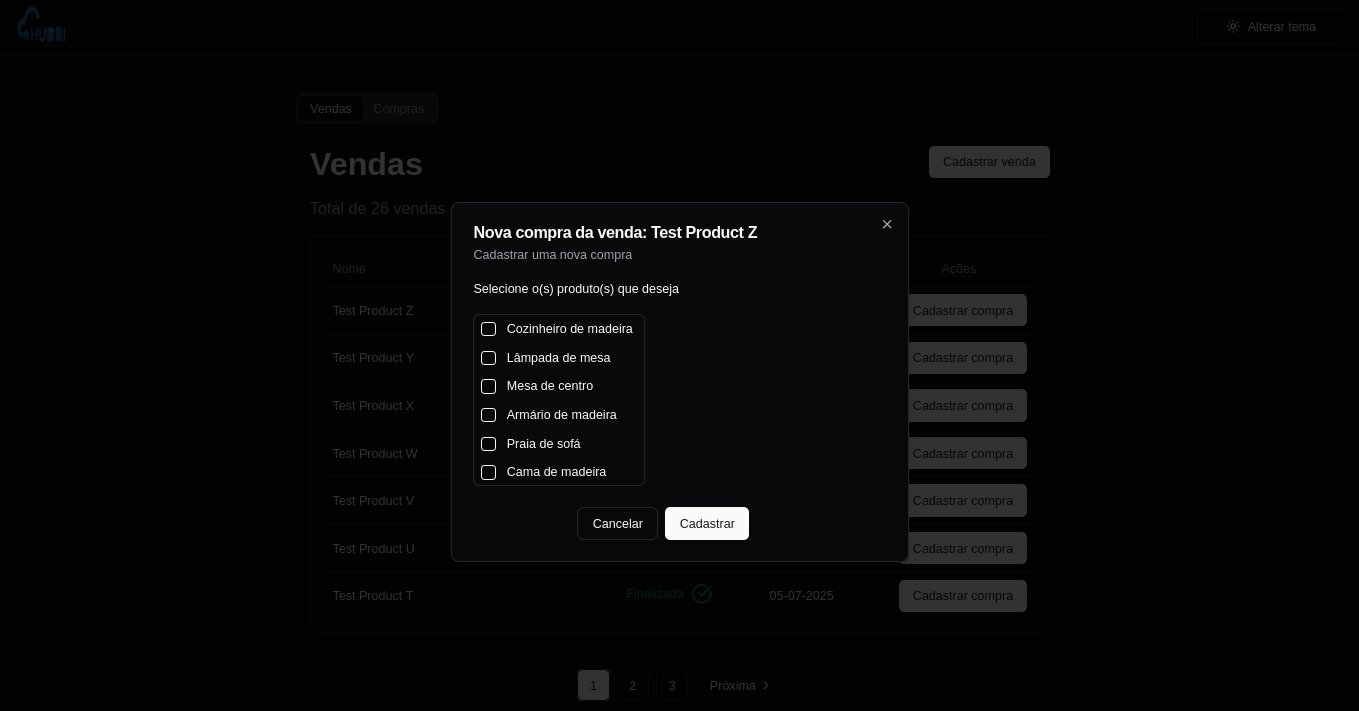 HUBBI
Alterar tema
Vendas
Compras
Vendas
Cadastrar venda
Total de 26 vendas
Nova compra da venda: Test Product Z
Cadastrar uma nova compra
Selecione o(s) produto(s) que deseja
Cozinheiro de madeira
Lâmpada de mesa
Mesa de centro
Armário de madeira
Praia de sofá
Cama de madeira
Cancelar
Cadastrar
Nome
Ações
Test Product Z
Cadastrar compra
Test Product Y
Cadastrar compra
Test Product X
Cadastrar compra
Test Product W
Cadastrar compra
Test Product V
Cadastrar compra
Test Product U
Cadastrar compra
Test Product T
Finalizada
05-07-2025
Cadastrar compra
1
2
3
Próxima